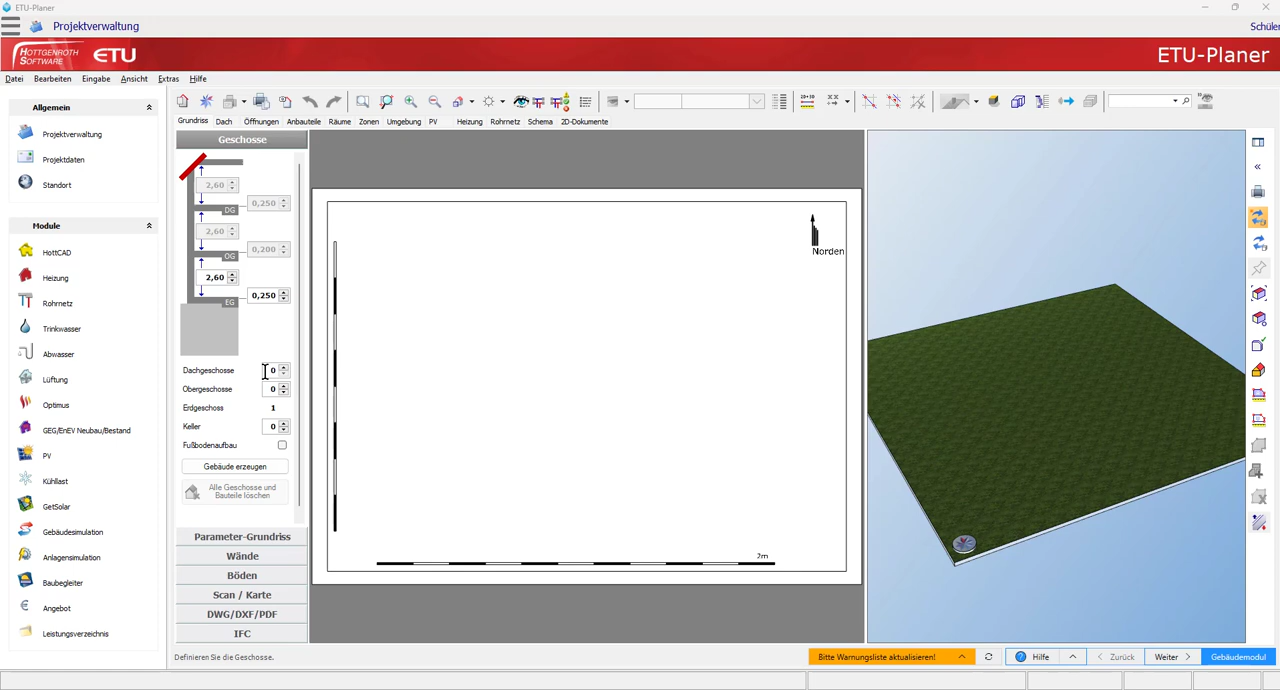 ETU-Planer
Projektverwaltung
Schüler
HOTTGENROTH SOFTWARE ETU
ETU-Planer
Datei Bearbeiten Eingabe Ansicht Extras Hilfe
Allgemein
Projektverwaltung
Projektdaten
Standort
Module
HottCAD
Heizung
Rohrnetz
Trinkwasser
Abwasser
Lüftung
Optimus
GEG/EnEV Neubau/Bestand
PV
Kühllast
GetSolar
Gebäudesimulation
Anlagensimulation
Baubegleiter
Angebot
Leistungsverzeichnis
Grundriss Dach Öffnungen Anbauteile Räume Zonen Umgebung PV Heizung Rohrnetz Schema 2D-Dokumente
Geschosse
2,60
DG 0,250
2,60
OG 0,200
2,60
EG 0,250
Dachgeschosse 0
Obergeschosse 0
Erdgeschoss 1
Keller 0
Fußbodenaufbau
Gebäude erzeugen
Alle Geschosse und
Bauteile löschen
Parameter-Grundriss
Wände
Böden
Scan / Karte
DWG/DXF/PDF
IFC
Norden
2m
Definieren Sie die Geschosse.
Bitte Warnungsliste aktualisieren!
Hilfe
Zurück
Weiter
Gebäudemodul